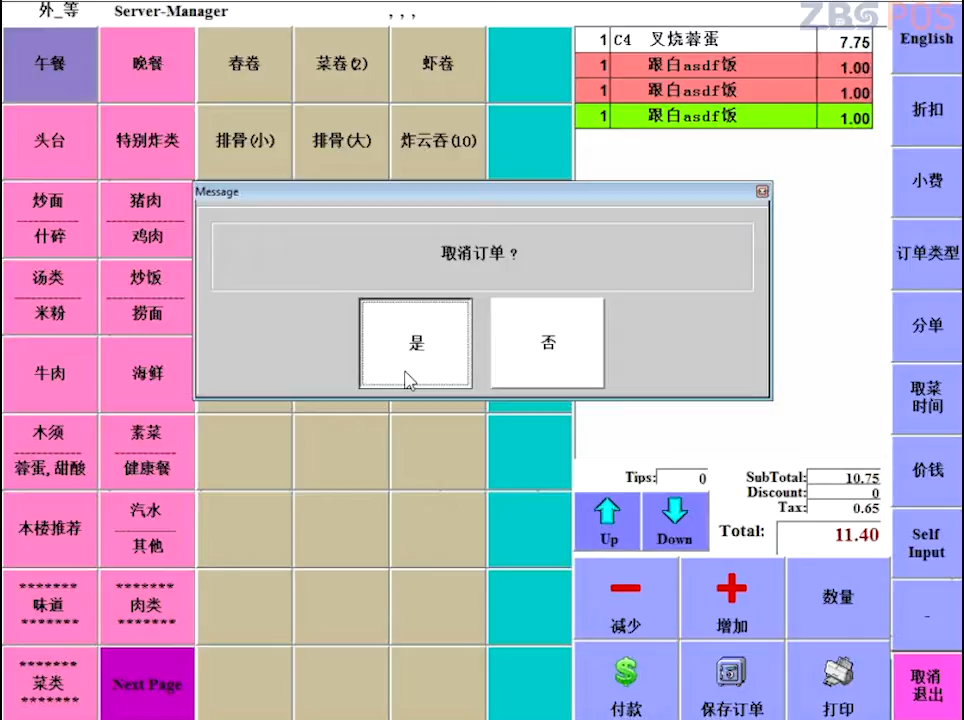 外_等 Server-Manager , , ,
ZBS POS
午餐
晚餐
春卷
菜卷(2)
虾卷
1 C4 叉烧蓉蛋 7.75
1 跟白asdf饭 1.00
1 跟白asdf饭 1.00
1 跟白asdf饭 1.00
English
折扣
头台
特别炸类
排骨(小)
排骨(大)
炸云吞(10)
小费
炒面
什碎
猪肉
鸡肉
Message
取消订单？
是
否
订单类型
汤类
米粉
炒饭
捞面
分单
牛肉
海鲜
取菜
时间
木须
蓉蛋,甜酸
素菜
健康餐
价钱
Tips: 0
SubTotal: 10.75
Discount: 0
Tax: 0.65
Total: 11.40
Up
Down
本楼推荐
汽水
其他
Self
Input
*******
味道
*******
*******
肉类
*******
减少
增加
数量
-
*******
菜类
*******
Next Page
付款
保存订单
打印
取消
退出